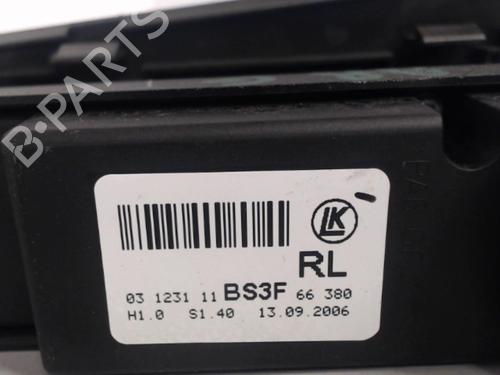 B-PARTS
LK
RL
03 1231 11 BS3F 66 380
H1.0 S1.40 13.09.2006